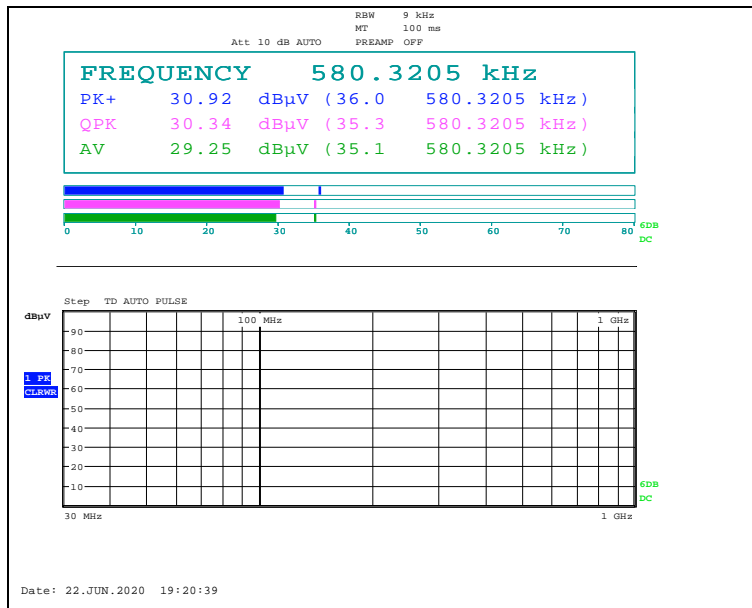 RBW 9 kHz
MT 100 ms
Att 10 dB AUTO PREAMP OFF
FREQUENCY 580.3205 kHz
PK+ 30.92 dBµV (36.0 580.3205 kHz)
QPK 30.34 dBµV (35.3 580.3205 kHz)
AV 29.25 dBµV (35.1 580.3205 kHz)
0 10 20 30 40 50 60 70 80
6DB
DC
Step TD AUTO PULSE
dBµV
100 MHz 1 GHz
90
80
70
1 PK
CLRWR
60
50
40
30
20
10
6DB
DC
30 MHz 1 GHz
Date: 22.JUN.2020 19:20:39